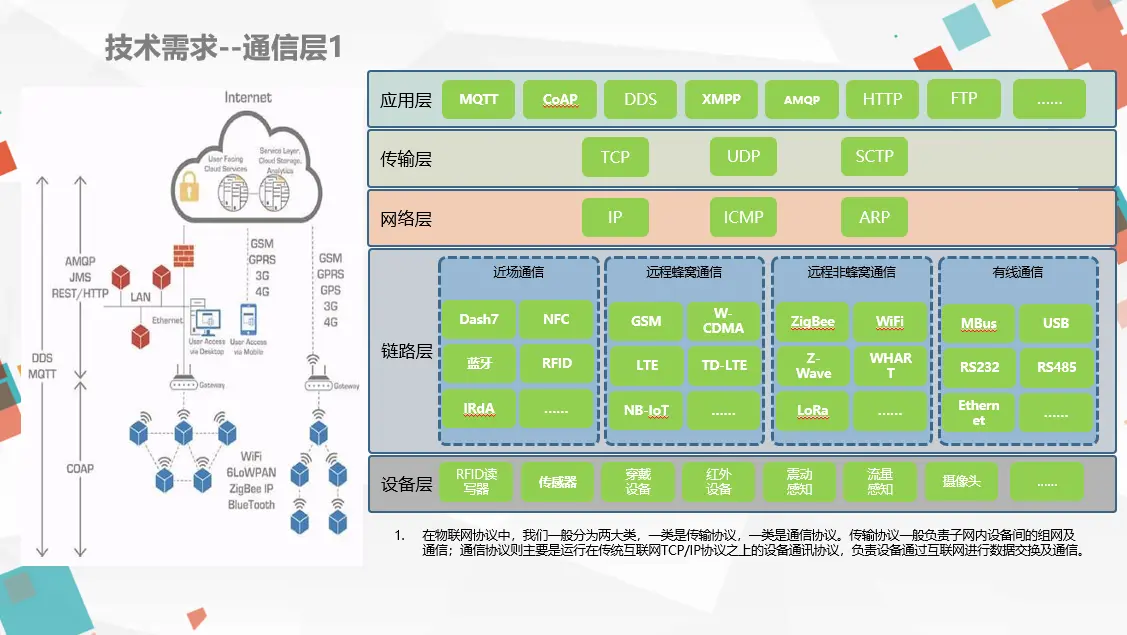 技术需求--通信层1
Internet
User Facing
Cloud Services
Service Layer,
Cloud Storage,
Analytics
AMQP
JMS
REST/HTTP
LAN
Ethernet
User Access
via Desktop
User Access
via Mobile
GSM
GPRS
3G
4G
GSM
GPRS
GPS
3G
4G
DDS
MQTT
Gateway
Gateway
COAP
WiFi
6LoWPAN
ZigBee IP
BlueTooth
应用层
MQTT
CoAP
DDS
XMPP
AMQP
HTTP
FTP
......
传输层
TCP
UDP
SCTP
网络层
IP
ICMP
ARP
链路层
近场通信
Dash7
NFC
蓝牙
RFID
IRdA
......
远程蜂窝通信
GSM
W-
CDMA
LTE
TD-LTE
NB-IoT
......
远程非蜂窝通信
ZigBee
WiFi
Z-
Wave
WHAR
T
LoRa
......
有线通信
MBus
USB
RS232
RS485
Ethern
et
......
设备层
RFID读
写器
传感器
穿戴
设备
红外
设备
震动
感知
流量
感知
摄像头
......
1. 在物联网协议中，我们一般分为两大类，一类是传输协议，一类是通信协议。传输协议一般负责子网内设备间的组网及
通信；通信协议则主要是运行在传统互联网TCP/IP协议之上的设备通讯协议，负责设备通过互联网进行数据交换及通信。